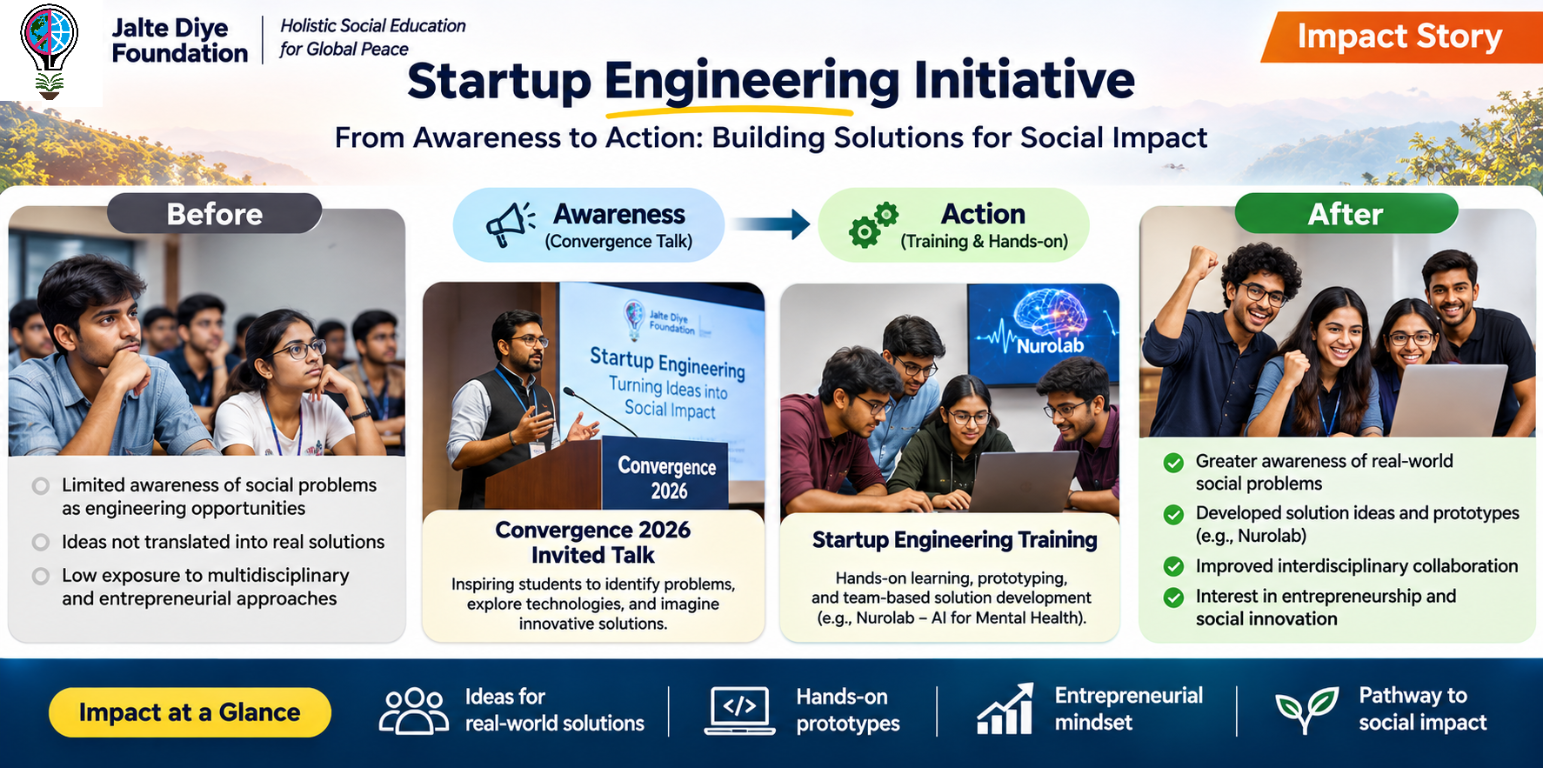 Jalte Diye
Foundation
Holistic Social Education
for Global Peace
Impact Story
Startup Engineering Initiative
From Awareness to Action: Building Solutions for Social Impact
Before
Limited awareness of social problems
as engineering opportunities
Ideas not translated into real solutions
Low exposure to multidisciplinary
and entrepreneurial approaches
Awareness
(Convergence Talk)
Jalte Diye
Foundation
Startup Engineering
Turning Ideas into
Social Impact
Convergence
2026
Convergence 2026
Invited Talk
Inspiring students to identify problems,
explore technologies, and imagine
innovative solutions.
Action
(Training & Hands-on)
Nurolab
Startup Engineering Training
Hands-on learning, prototyping,
and team-based solution development
(e.g., Nurolab – AI for Mental Health).
After
Greater awareness of real-world
social problems
Developed solution ideas and prototypes
(e.g., Nurolab)
Improved interdisciplinary collaboration
Interest in entrepreneurship and
social innovation
Impact at a Glance
Ideas for
real-world solutions
</>
Hands-on
prototypes
Entrepreneurial
mindset
Pathway to
social impact